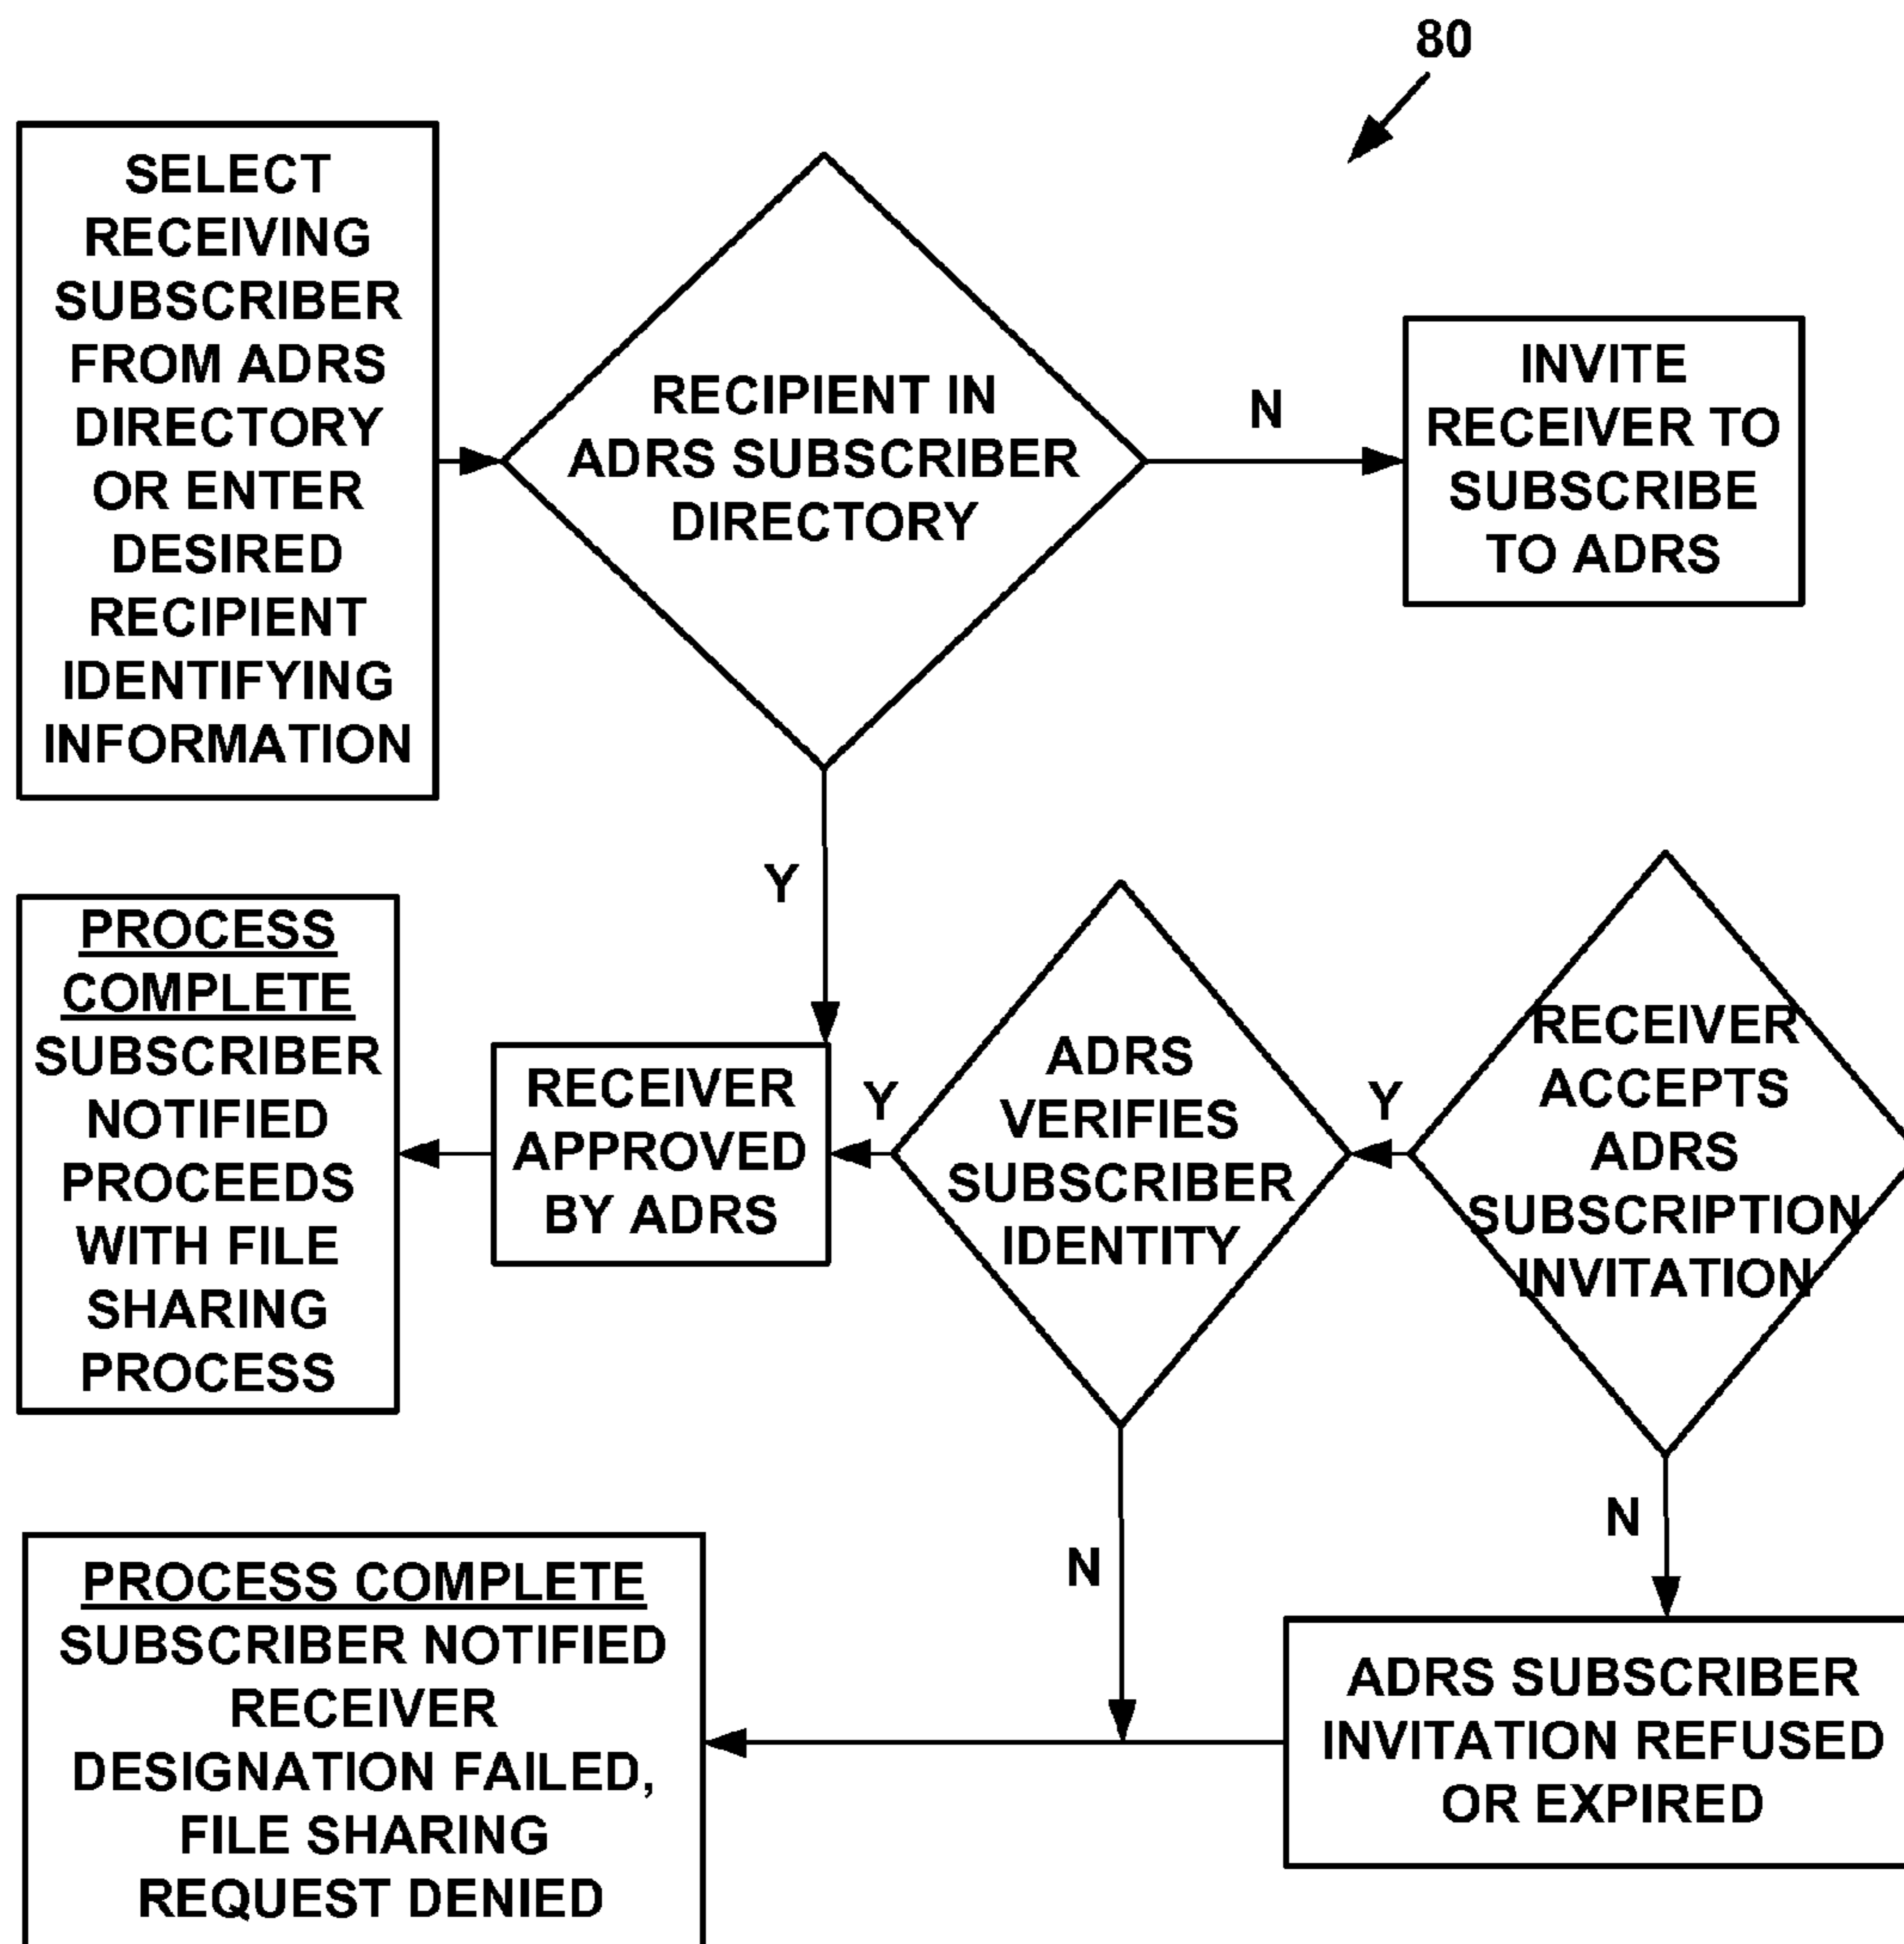 80
SELECT
RECEIVING
SUBSCRIBER
FROM ADRS
DIRECTORY
OR ENTER
DESIRED
RECIPIENT
IDENTIFYING
INFORMATION
RECIPIENT IN
ADRS SUBSCRIBER
DIRECTORY
N
INVITE
RECEIVER TO
SUBSCRIBE
TO ADRS
Y
PROCESS
COMPLETE
SUBSCRIBER
NOTIFIED
PROCEEDS
WITH FILE
SHARING
PROCESS
RECEIVER
APPROVED
BY ADRS
Y
ADRS
VERIFIES
SUBSCRIBER
IDENTITY
Y
RECEIVER
ACCEPTS
ADRS
SUBSCRIPTION
INVITATION
N
N
PROCESS COMPLETE
SUBSCRIBER NOTIFIED
RECEIVER
DESIGNATION FAILED,
FILE SHARING
REQUEST DENIED
ADRS SUBSCRIBER
INVITATION REFUSED
OR EXPIRED